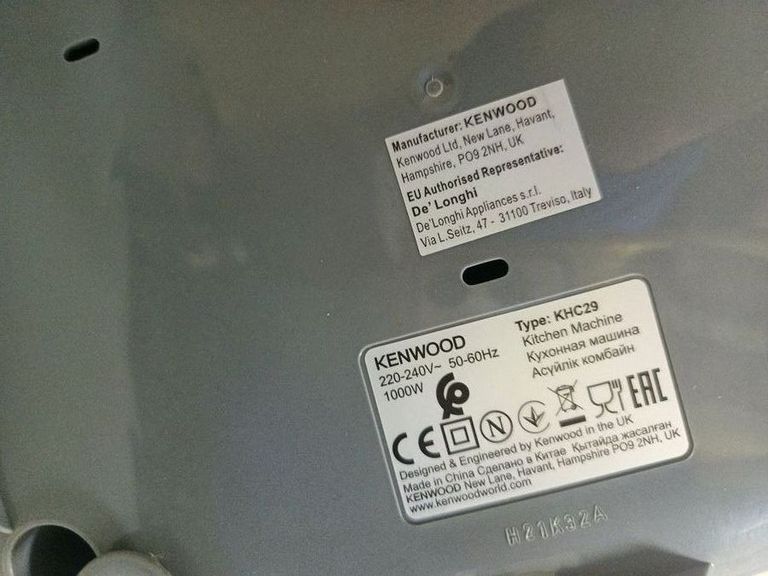 Manufacturer: KENWOOD
Kenwood Ltd, New Lane, Havant,
Hampshire, PO9 2NH, UK
EU Authorised Representative:
De' Longhi
De'Longhi Appliances s.r.l.
Via L.Seitz, 47 - 31100 Treviso, Italy
KENWOOD
220-240V~ 50-60Hz
1000W
Type: KHC29
Kitchen Machine
Кухонная машина
Асүйлік комбайн
CE N EAC
Designed & Engineered by Kenwood in the UK
Made in China Сделано в Китае Қытайда жасалған
KENWOOD New Lane, Havant, Hampshire PO9 2NH, UK
www.kenwoodworld.com
H21K32A